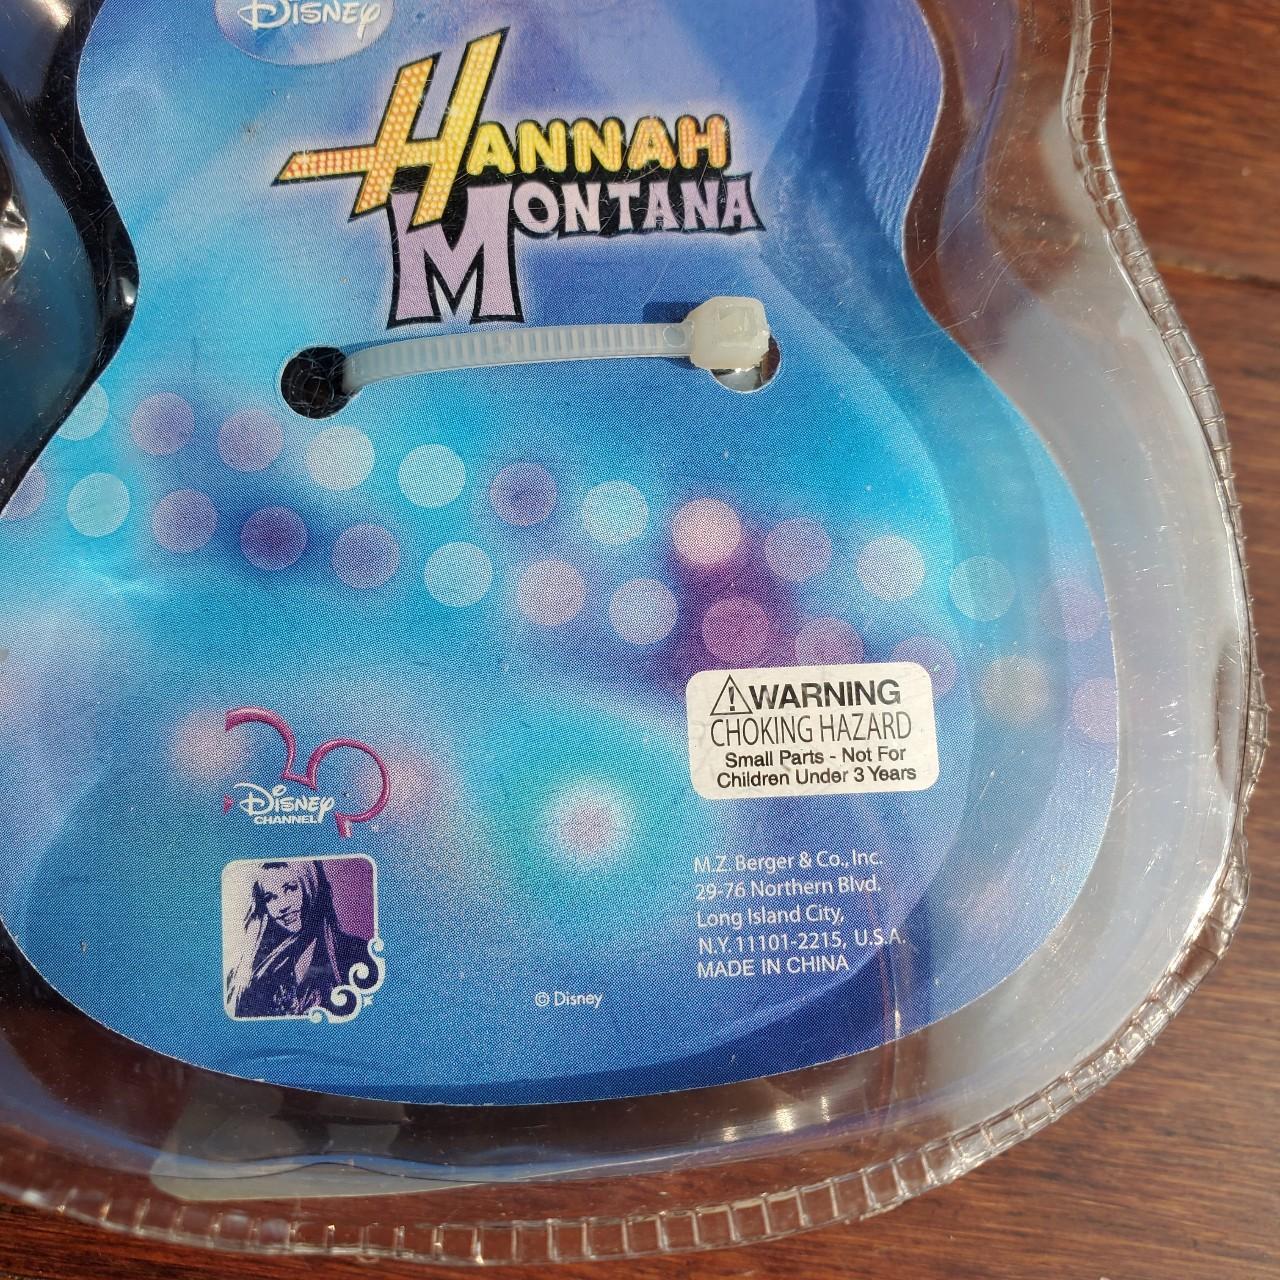 DISNEY
HANNAH
MONTANA
WARNING
CHOKING HAZARD
Small Parts - Not For
Children Under 3 Years
DISNEY
CHANNEL
M.Z. Berger & Co., Inc.
29-76 Northern Blvd.
Long Island City,
N.Y. 11101-2215, U.S.A.
MADE IN CHINA
© Disney